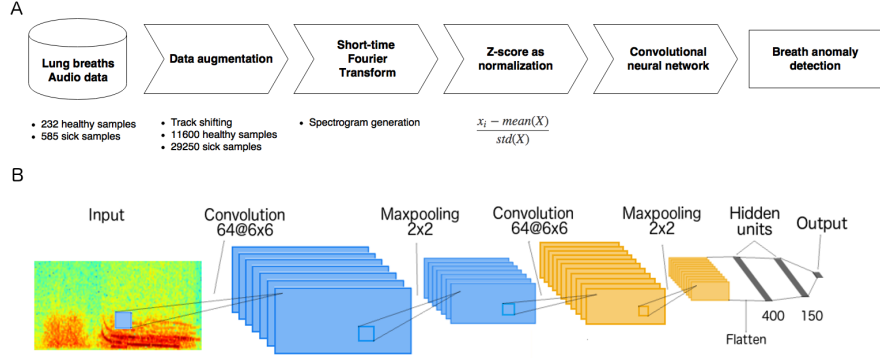 A
Lung breaths
Audio data
Data augmentation
Short-time
Fourier
Transform
Z-score as
normalization
Convolutional
neural network
Breath anomaly
detection
• 232 healthy samples
• 585 sick samples
• Track shifting
• 11600 healthy samples
• 29250 sick samples
• Spectrogram generation
x_i − mean(X)
std(X)
B
Input
Convolution
64@6x6
Maxpooling
2x2
Convolution
64@6x6
Maxpooling
2x2
Hidden
units
Output
400
150
Flatten